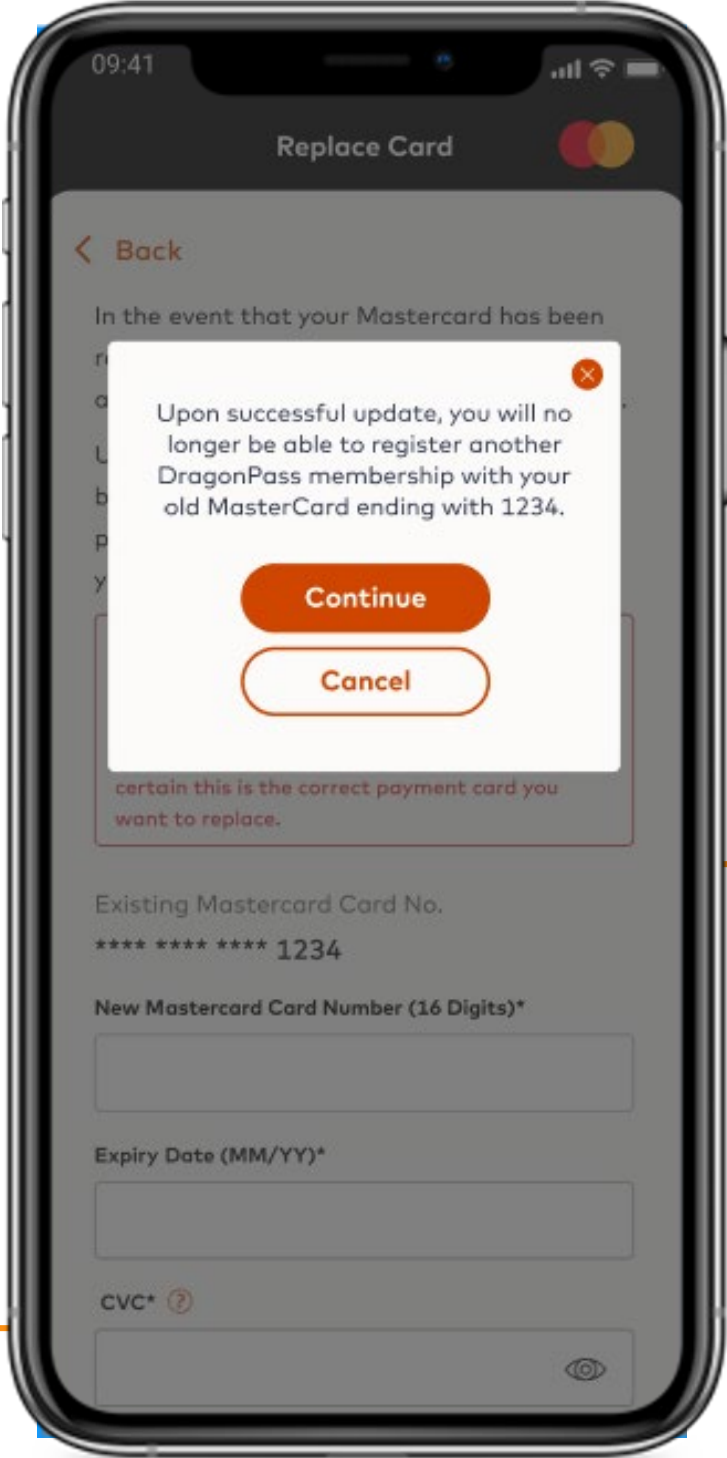 09:41
Replace Card
Back
In the event that your Mastercard has been
Upon successful update, you will no
longer be able to register another
DragonPass membership with your
old MasterCard ending with 1234.
Continue
Cancel
certain this is the correct payment card you
want to replace.
Existing Mastercard Card No.
**** **** **** 1234
New Mastercard Card Number (16 Digits)*
Expiry Date (MM/YY)*
CVC* ?